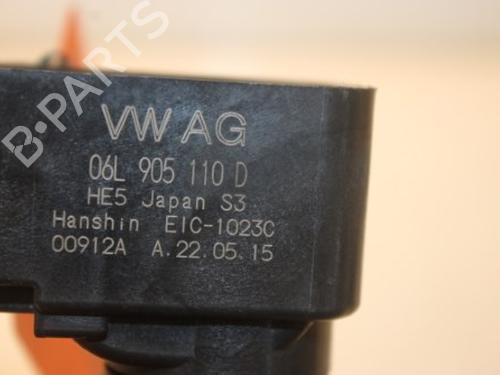 VW AG
06L 905 110 D
HE5 Japan S3
Hanshin EIC-1023C
00912A A.22.05.15
B-PARTS